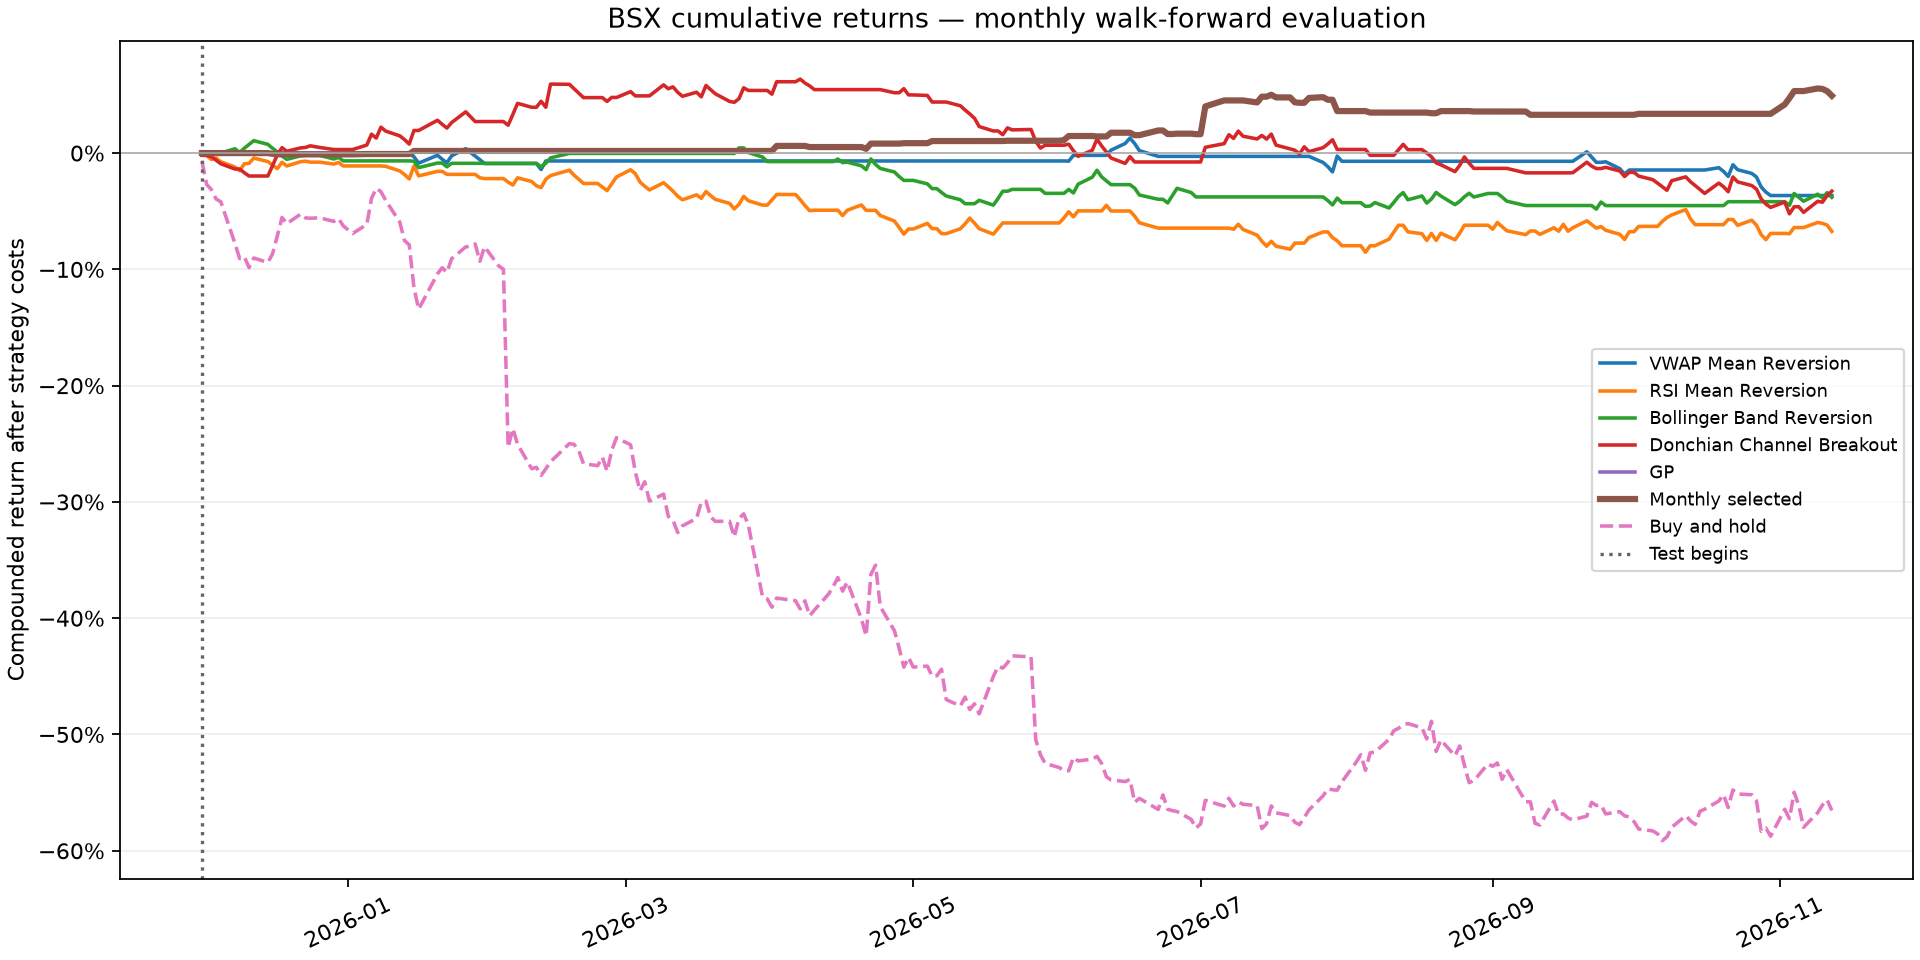 BSX cumulative returns — monthly walk-forward evaluation
Compounded return after strategy costs
0%
−10%
−20%
−30%
−40%
−50%
−60%
VWAP Mean Reversion
RSI Mean Reversion
Bollinger Band Reversion
Donchian Channel Breakout
GP
Monthly selected
Buy and hold
Test begins
2026-01
2026-03
2026-05
2026-07
2026-09
2026-11